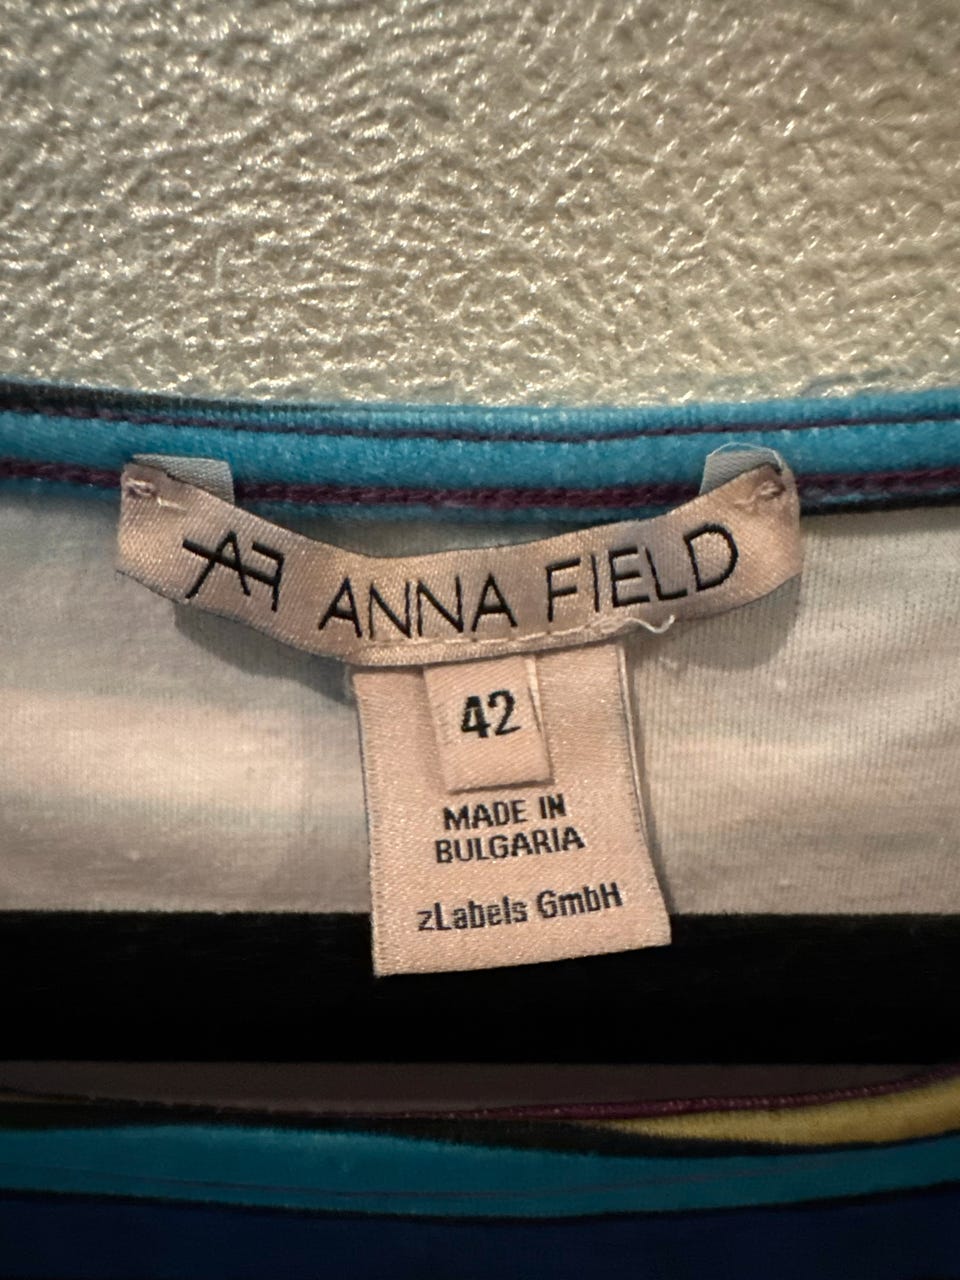 AF ANNA FIELD
42
MADE IN
BULGARIA
zLabels GmbH